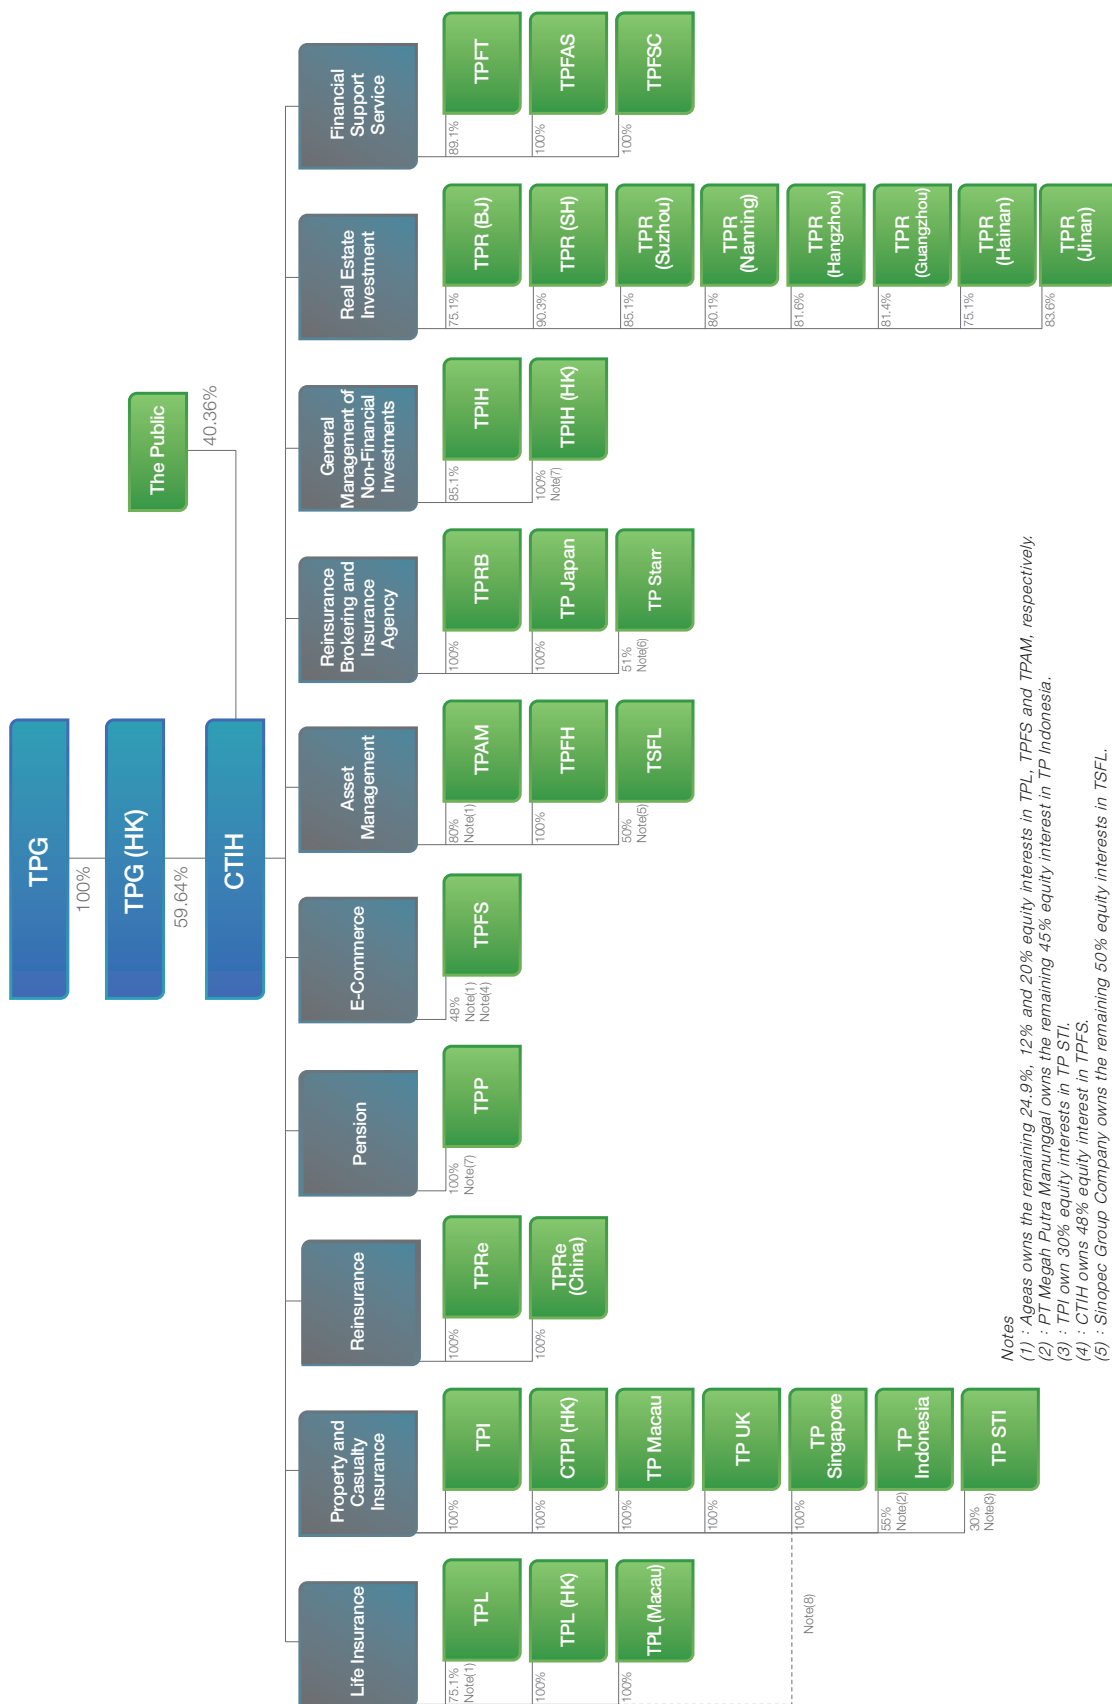 TPG
100%
TPG (HK)
59.64%
The Public
40.36%
CTIH
Life Insurance
75.1%
Note(1)
TPL
100%
TPL (HK)
100%
TPL (Macau)
Note(8)
Property and
Casualty
Insurance
100%
TPI
100%
CTPI (HK)
100%
TP Macau
100%
TP UK
100%
TP
Singapore
55%
Note(2)
TP
Indonesia
30%
Note(3)
TP STI
Reinsurance
100%
TPRe
100%
TPRe
(China)
Pension
100%
Note(7)
TPP
E-Commerce
48%
Note(1)
Note(4)
TPFS
Asset
Management
80%
Note(1)
TPAM
100%
TPFH
50%
Note(5)
TSFL
Reinsurance
Brokering and
Insurance
Agency
100%
TPRB
100%
TP Japan
51%
Note(6)
TP Starr
General
Management of
Non-Financial
Investments
85.1%
TPIH
100%
Note(7)
TPIH (HK)
Real Estate
Investment
75.1%
TPR (BJ)
90.9%
TPR (SH)
85.1%
TPR
(Suzhou)
80.1%
TPR
(Nanning)
81.6%
TPR
(Hangzhou)
81.4%
TPR
(Guangzhou)
75.1%
TPR
(Hainan)
83.6%
TPR
(Jinan)
Financial
Support
Service
89.1%
TPFT
100%
TPFAS
100%
TPFSC
Notes
(1) : Ageas owns the remaining 24.9%, 12% and 20% equity interests in TPL, TPFS and TPAM, respectively.
(2) : PT Megah Putra Manunggal owns the remaining 45% equity interest in TP Indonesia.
(3) : TPI own 30% equity interests in TP STI.
(4) : CTIH owns 48% equity interest in TPFS.
(5) : Sinopec Group Company owns the remaining 50% equity interests in TSFL.